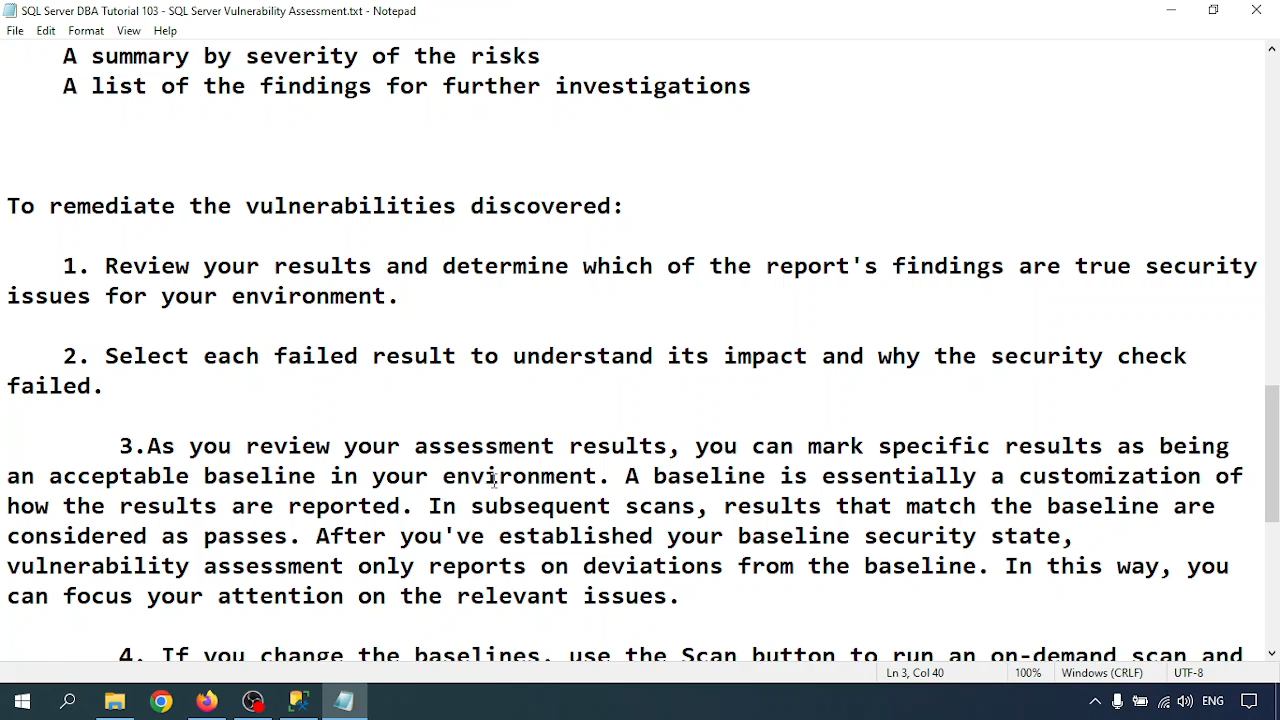 SQL Server DBA Tutorial 103 - SQL Server Vulnerability Assessment.txt - Notepad
File Edit Format View Help
A summary by severity of the risks
A list of the findings for further investigations
To remediate the vulnerabilities discovered:
1. Review your results and determine which of the report's findings are true security
issues for your environment.
2. Select each failed result to understand its impact and why the security check
failed.
3.As you review your assessment results, you can mark specific results as being
an acceptable baseline in your environment. A baseline is essentially a customization of
how the results are reported. In subsequent scans, results that match the baseline are
considered as passes. After you've established your baseline security state,
vulnerability assessment only reports on deviations from the baseline. In this way, you
can focus your attention on the relevant issues.
4. If you change the baselines, use the Scan button to run an on-demand scan and
Ln 3, Col 40 100% Windows (CRLF) UTF-8
ENG